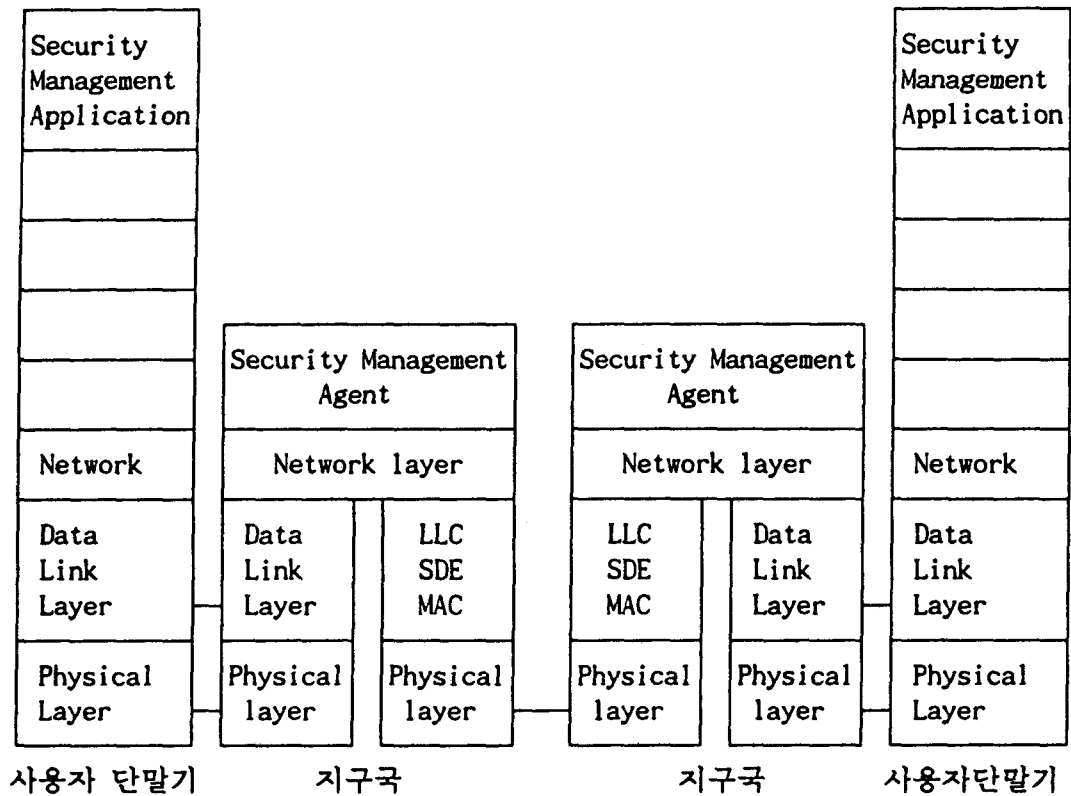 Security
Management
Application
Security
Management
Application
Security Management
Agent
Security Management
Agent
Network
Network layer
Network layer
Network
Data
Link
Layer
Data
Link
Layer
LLC
SDE
MAC
LLC
SDE
MAC
Data
Link
Layer
Data
Link
Layer
Physical
Layer
Physical
layer
Physical
layer
Physical
layer
Physical
layer
Physical
Layer
사용자 단말기
지구국
지구국
사용자단말기